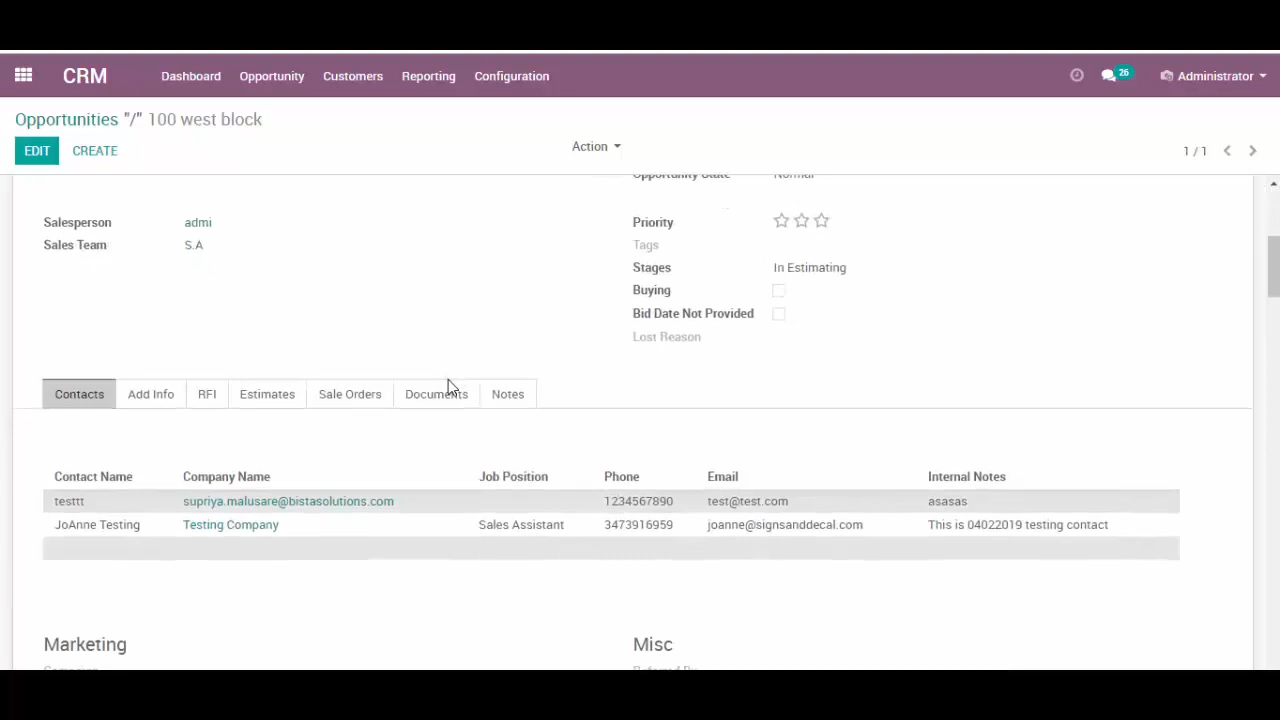 CRM Dashboard Opportunity Customers Reporting Configuration 26 Administrator
Opportunities "/" 100 west block
EDIT CREATE Action 1 / 1
Opportunity State Normal
Salesperson admi Priority
Sales Team S.A Tags
Stages In Estimating
Buying
Bid Date Not Provided
Lost Reason
Contacts Add Info RFI Estimates Sale Orders Documents Notes
Contact Name Company Name Job Position Phone Email Internal Notes
testtt supriya.malusare@bistasolutions.com 1234567890 test@test.com asasas
JoAnne Testing Testing Company Sales Assistant 3473916959 joanne@signsanddecal.com This is 04022019 testing contact
Marketing Misc